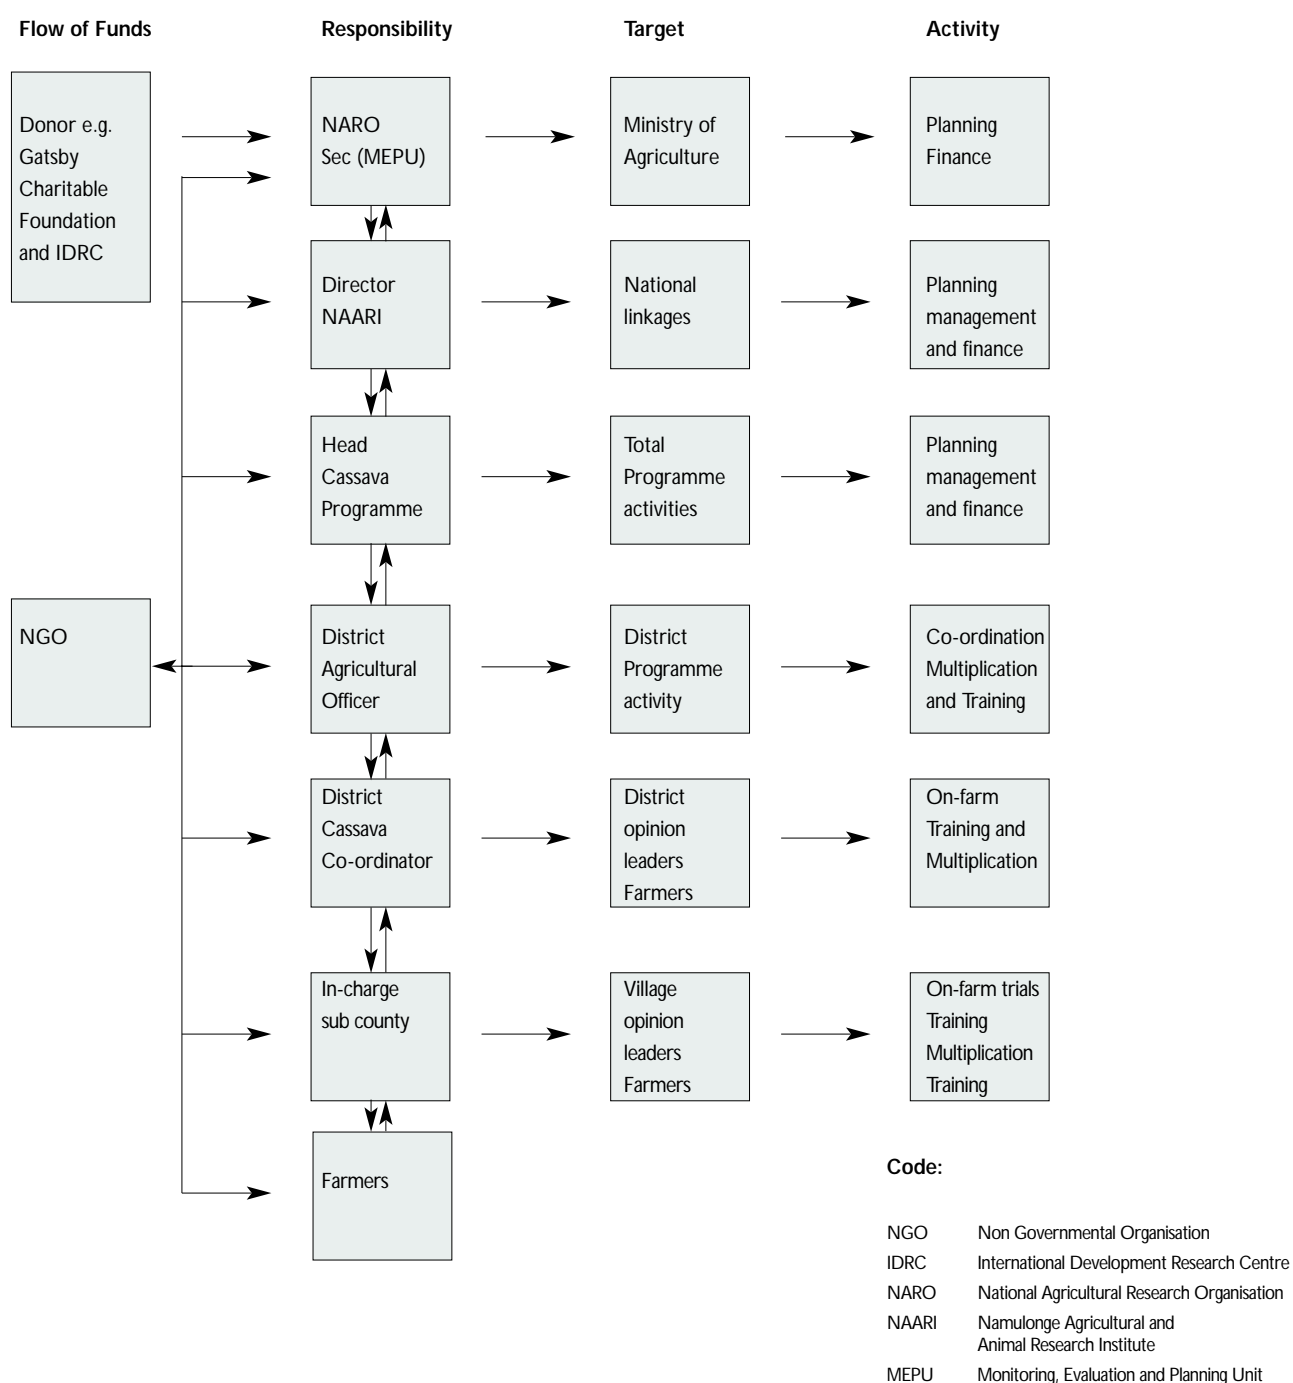 Flow of Funds
Responsibility
Target
Activity
Donor e.g.
Gatsby
Charitable
Foundation
and IDRC
NARO
Sec (MEPU)
Ministry of
Agriculture
Planning
Finance
Director
NAARI
National
linkages
Planning
management
and finance
Head
Cassava
Programme
Total
Programme
activities
Planning
management
and finance
NGO
District
Agricultural
Officer
District
Programme
activity
Co-ordination
Multiplication
and Training
District
Cassava
Co-ordinator
District
opinion
leaders
Farmers
On-farm
Training and
Multiplication
In-charge
sub county
Village
opinion
leaders
Farmers
On-farm trials
Training
Multiplication
Training
Farmers
Code:
NGO Non Governmental Organisation
IDRC International Development Research Centre
NARO National Agricultural Research Organisation
NAARI Namulonge Agricultural and
Animal Research Institute
MEPU Monitoring, Evaluation and Planning Unit